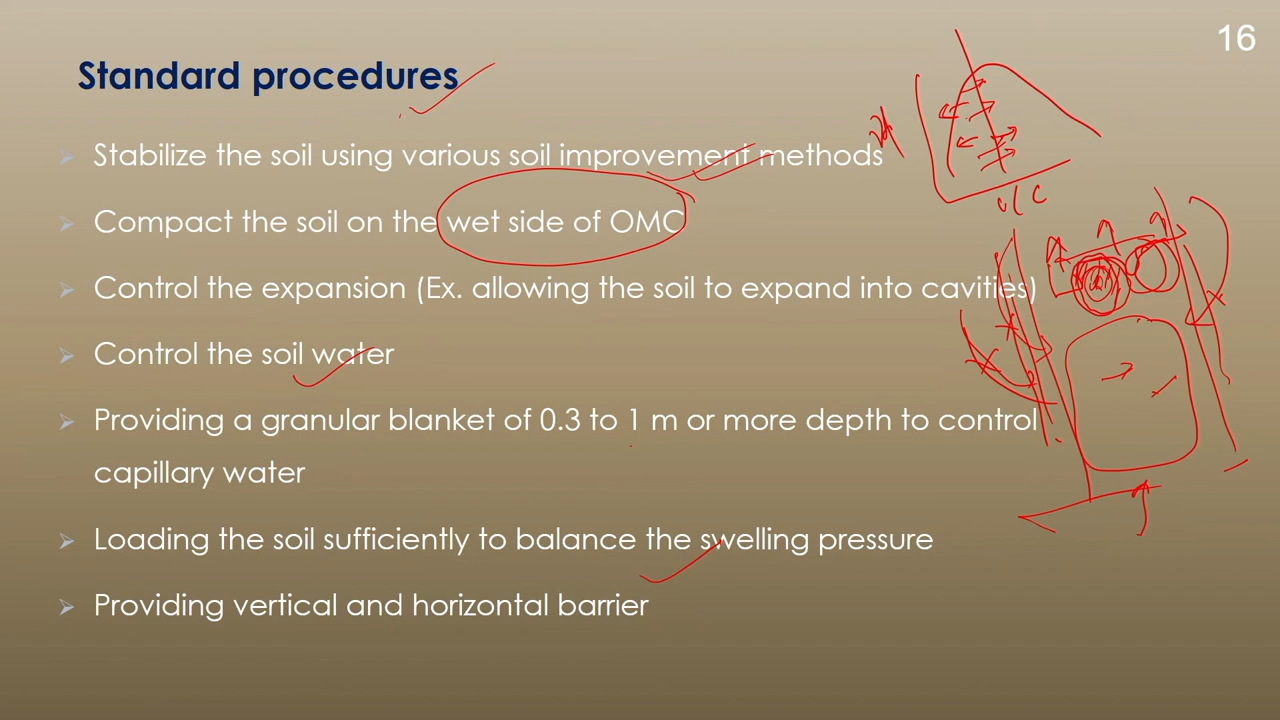 16
Standard procedures
Stabilize the soil using various soil improvement methods
Compact the soil on the wet side of OMC
Control the expansion (Ex. allowing the soil to expand into cavities)
Control the soil water
Providing a granular blanket of 0.3 to 1 m or more depth to control
capillary water
Loading the soil sufficiently to balance the swelling pressure
Providing vertical and horizontal barrier